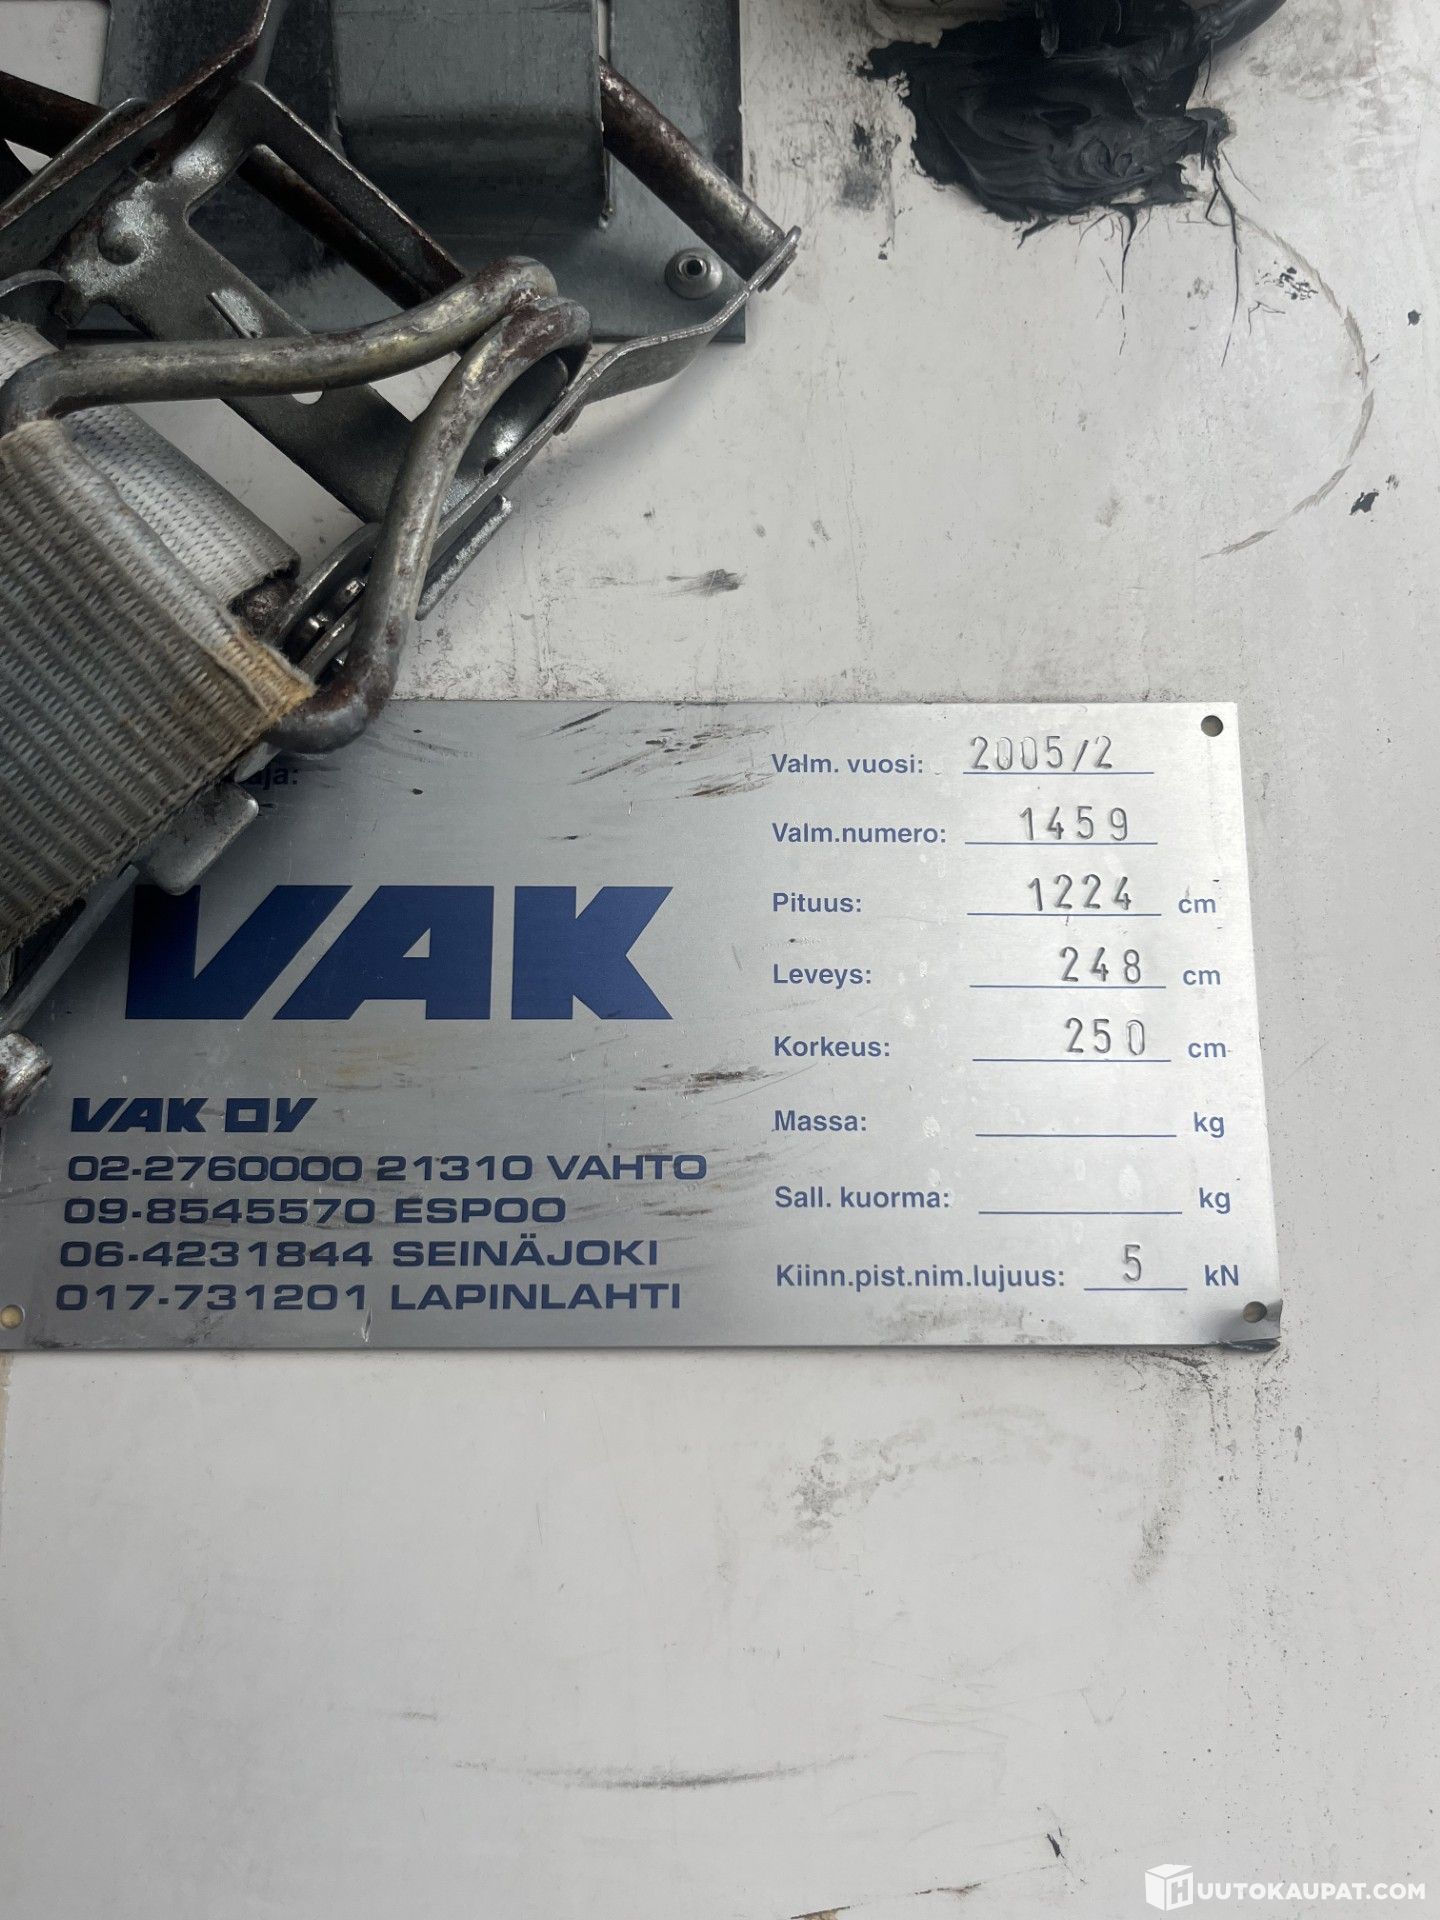 VAK
VAK OY
02-2760000 21310 VAHTO
09-8545570 ESPOO
06-4231844 SEINÄJOKI
017-731201 LAPINLAHTI
Valm. vuosi: 2005/2
Valm.numero: 1459
Pituus: 1224 cm
Leveys: 248 cm
Korkeus: 250 cm
Massa: kg
Sall. kuorma: kg
Kiinn.pist.nim.lujuus: 5 kN
HUUTOKAUPAT.COM